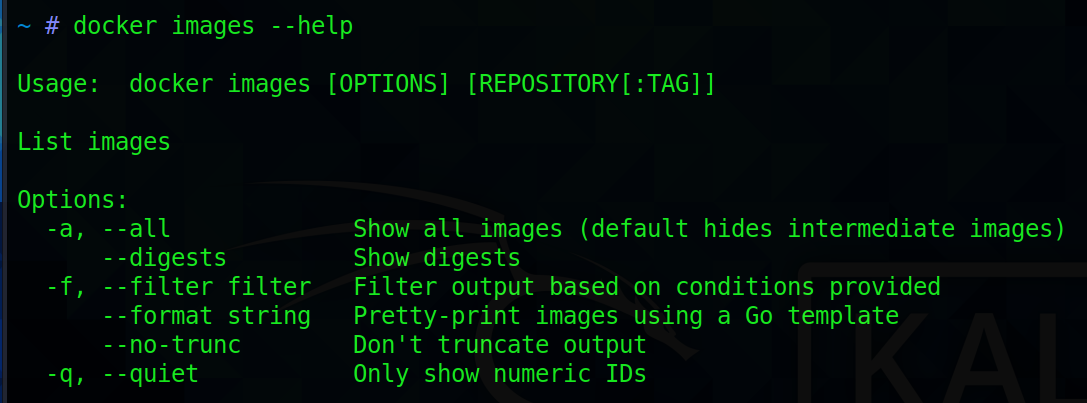 ~ # docker images --help
Usage:  docker images [OPTIONS] [REPOSITORY[:TAG]]
List images
Options:
  -a, --all             Show all images (default hides intermediate images)
      --digests         Show digests
  -f, --filter filter   Filter output based on conditions provided
      --format string   Pretty-print images using a Go template
      --no-trunc        Don't truncate output
  -q, --quiet           Only show numeric IDs
KAL